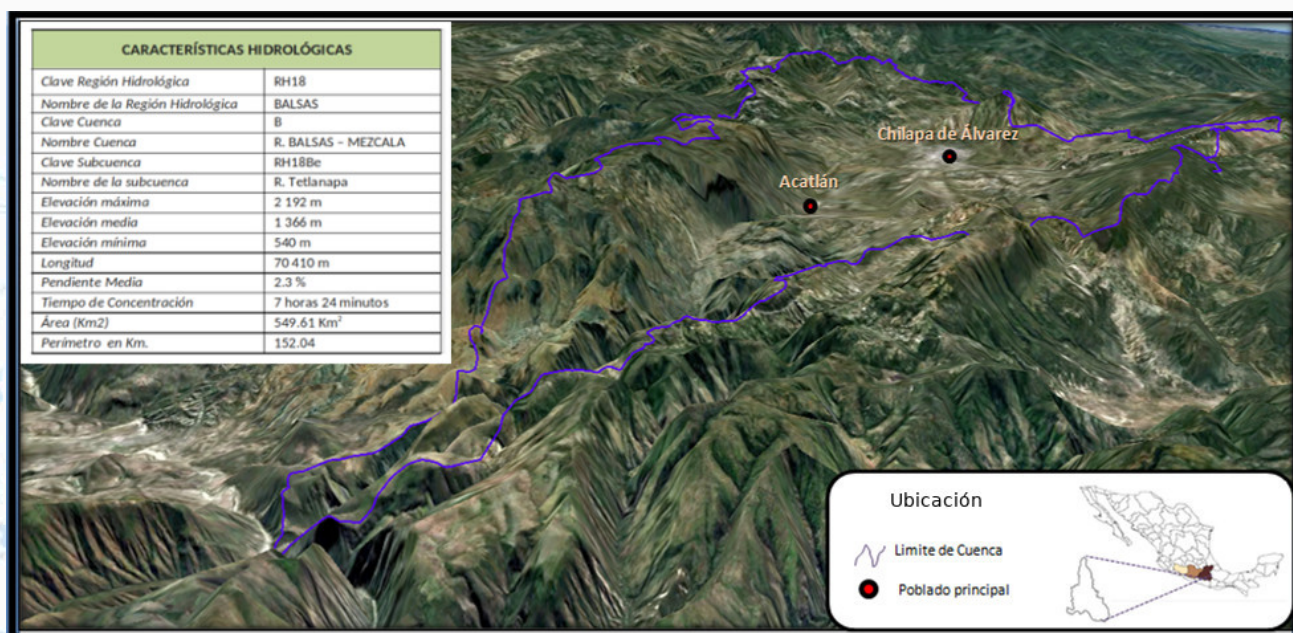 CARACTERÍSTICAS HIDROLÓGICAS
Clave Región Hidrológica RH18
Nombre de la Región Hidrológica BALSAS
Clave Cuenca B
Nombre Cuenca R. BALSAS – MEZCALA
Clave Subcuenca RH18Be
Nombre de la subcuenca R. Tetlanapa
Elevación máxima 2 192 m
Elevación media 1 366 m
Elevación mínima 540 m
Longitud 70 410 m
Pendiente Media 2.3 %
Tiempo de Concentración 7 horas 24 minutos
Área (Km2) 549.61 Km²
Perímetro en Km. 152.04
Chilapa de Álvarez
Acatlán
Ubicación
Limite de Cuenca
Poblado principal